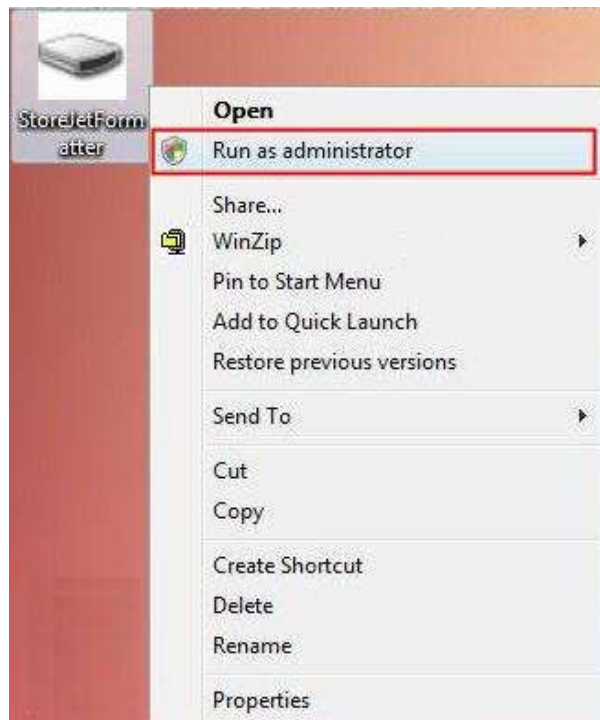 StoreJetForm
atter
Open
Run as administrator
Share...
WinZip
Pin to Start Menu
Add to Quick Launch
Restore previous versions
Send To
Cut
Copy
Create Shortcut
Delete
Rename
Properties